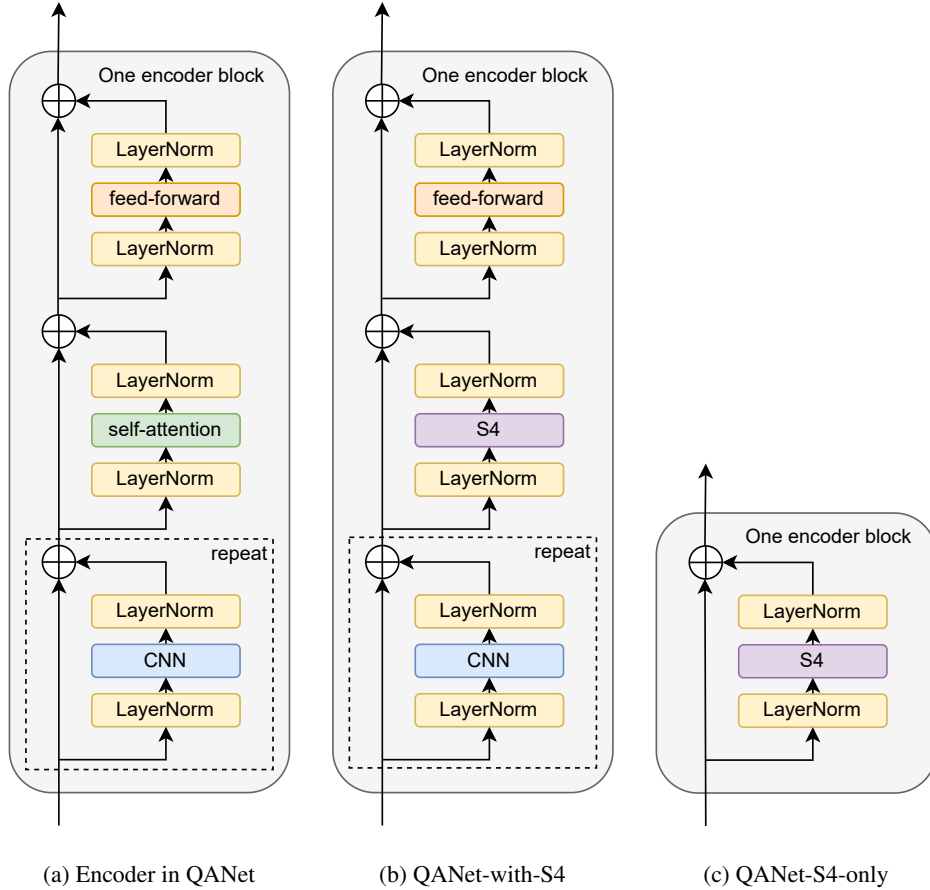 One encoder block
LayerNorm
feed-forward
LayerNorm
LayerNorm
self-attention
LayerNorm
repeat
LayerNorm
CNN
LayerNorm
(a) Encoder in QANet
One encoder block
LayerNorm
feed-forward
LayerNorm
LayerNorm
S4
LayerNorm
repeat
LayerNorm
CNN
LayerNorm
(b) QANet-with-S4
One encoder block
LayerNorm
S4
LayerNorm
(c) QANet-S4-only